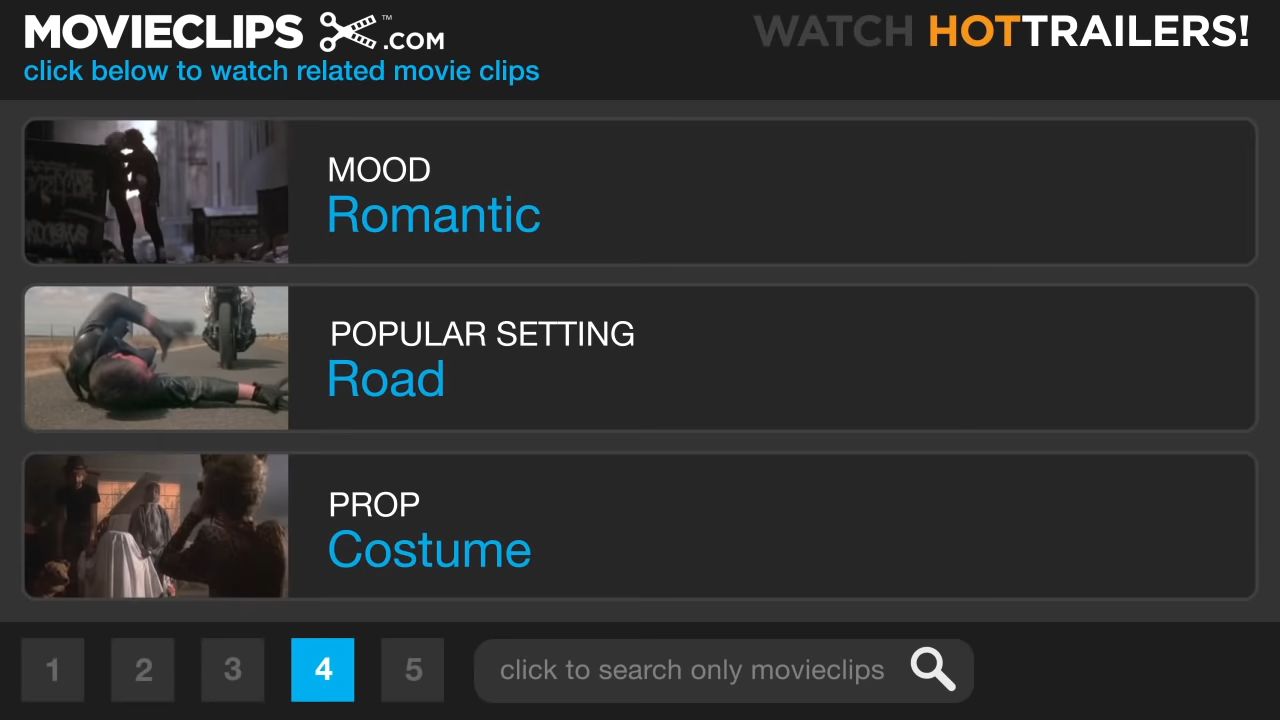 MOVIECLIPS ™ .COM
WATCH HOTTRAILERS!
click below to watch related movie clips
MOOD
Romantic
POPULAR SETTING
Road
PROP
Costume
1 2 3 4 5
click to search only movieclips